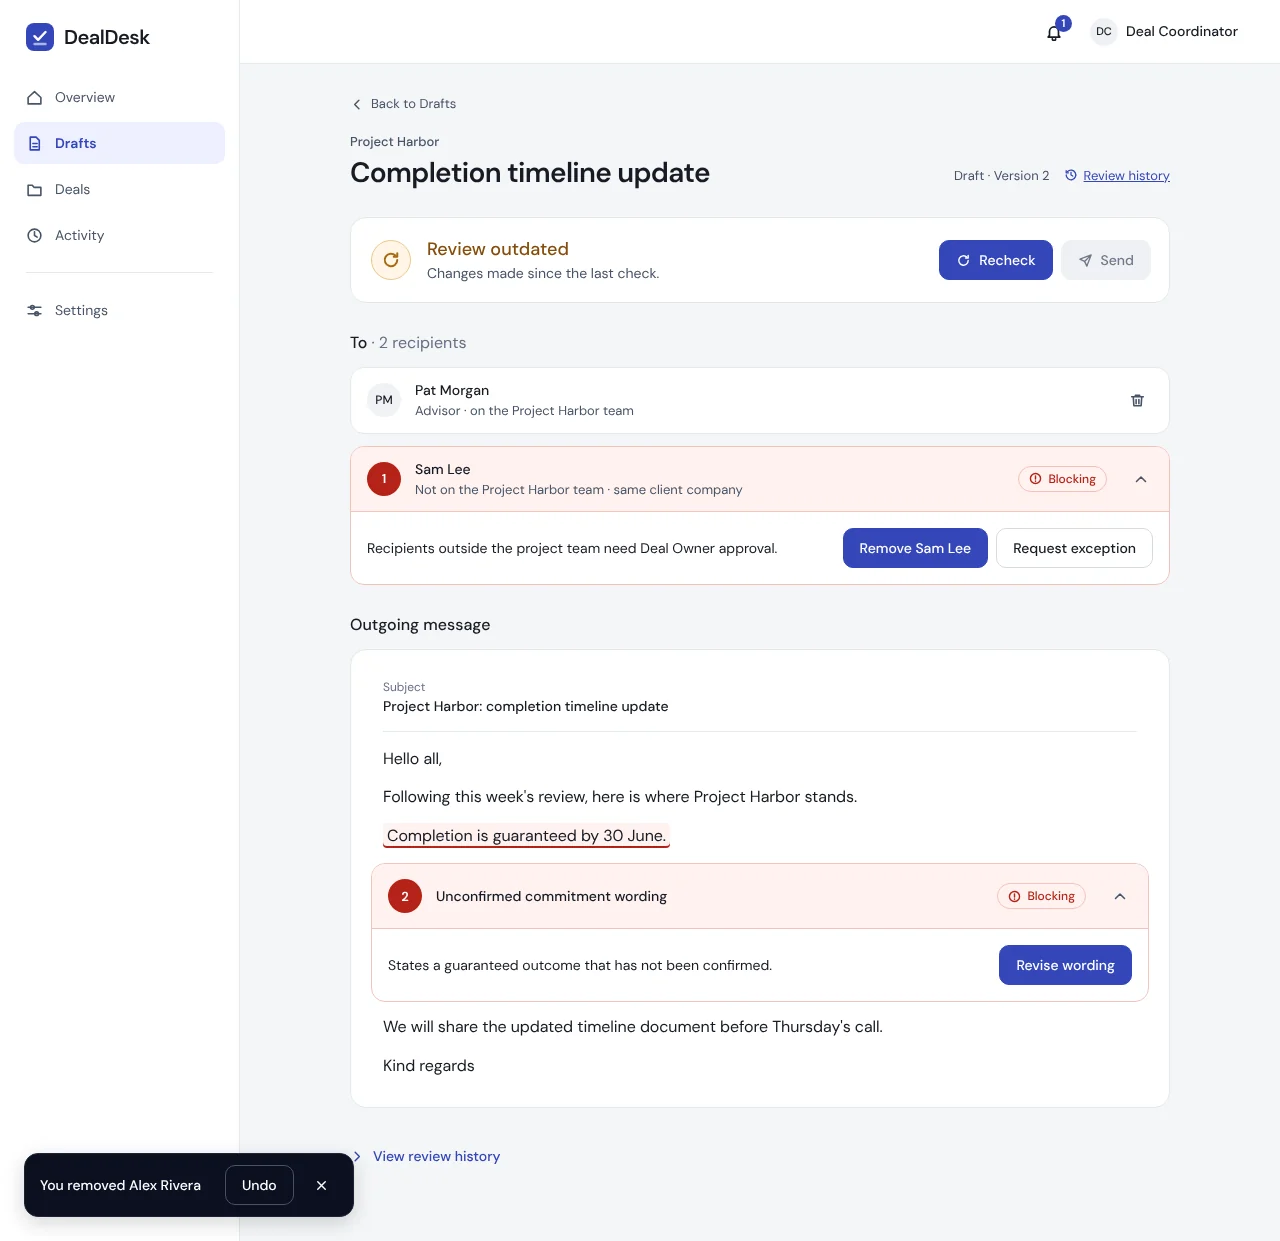 DealDesk
Overview
Drafts
Deals
Activity
Settings
1
DC
Deal Coordinator
Back to Drafts
Project Harbor
Completion timeline update
Draft · Version 2
Review history
Review outdated
Changes made since the last check.
Recheck
Send
To · 2 recipients
PM
Pat Morgan
Advisor · on the Project Harbor team
1
Sam Lee
Not on the Project Harbor team · same client company
Blocking
Recipients outside the project team need Deal Owner approval.
Remove Sam Lee
Request exception
Outgoing message
Subject
Project Harbor: completion timeline update
Hello all,
Following this week's review, here is where Project Harbor stands.
Completion is guaranteed by 30 June.
2
Unconfirmed commitment wording
Blocking
States a guaranteed outcome that has not been confirmed.
Revise wording
We will share the updated timeline document before Thursday's call.
Kind regards
View review history
You removed Alex Rivera
Undo